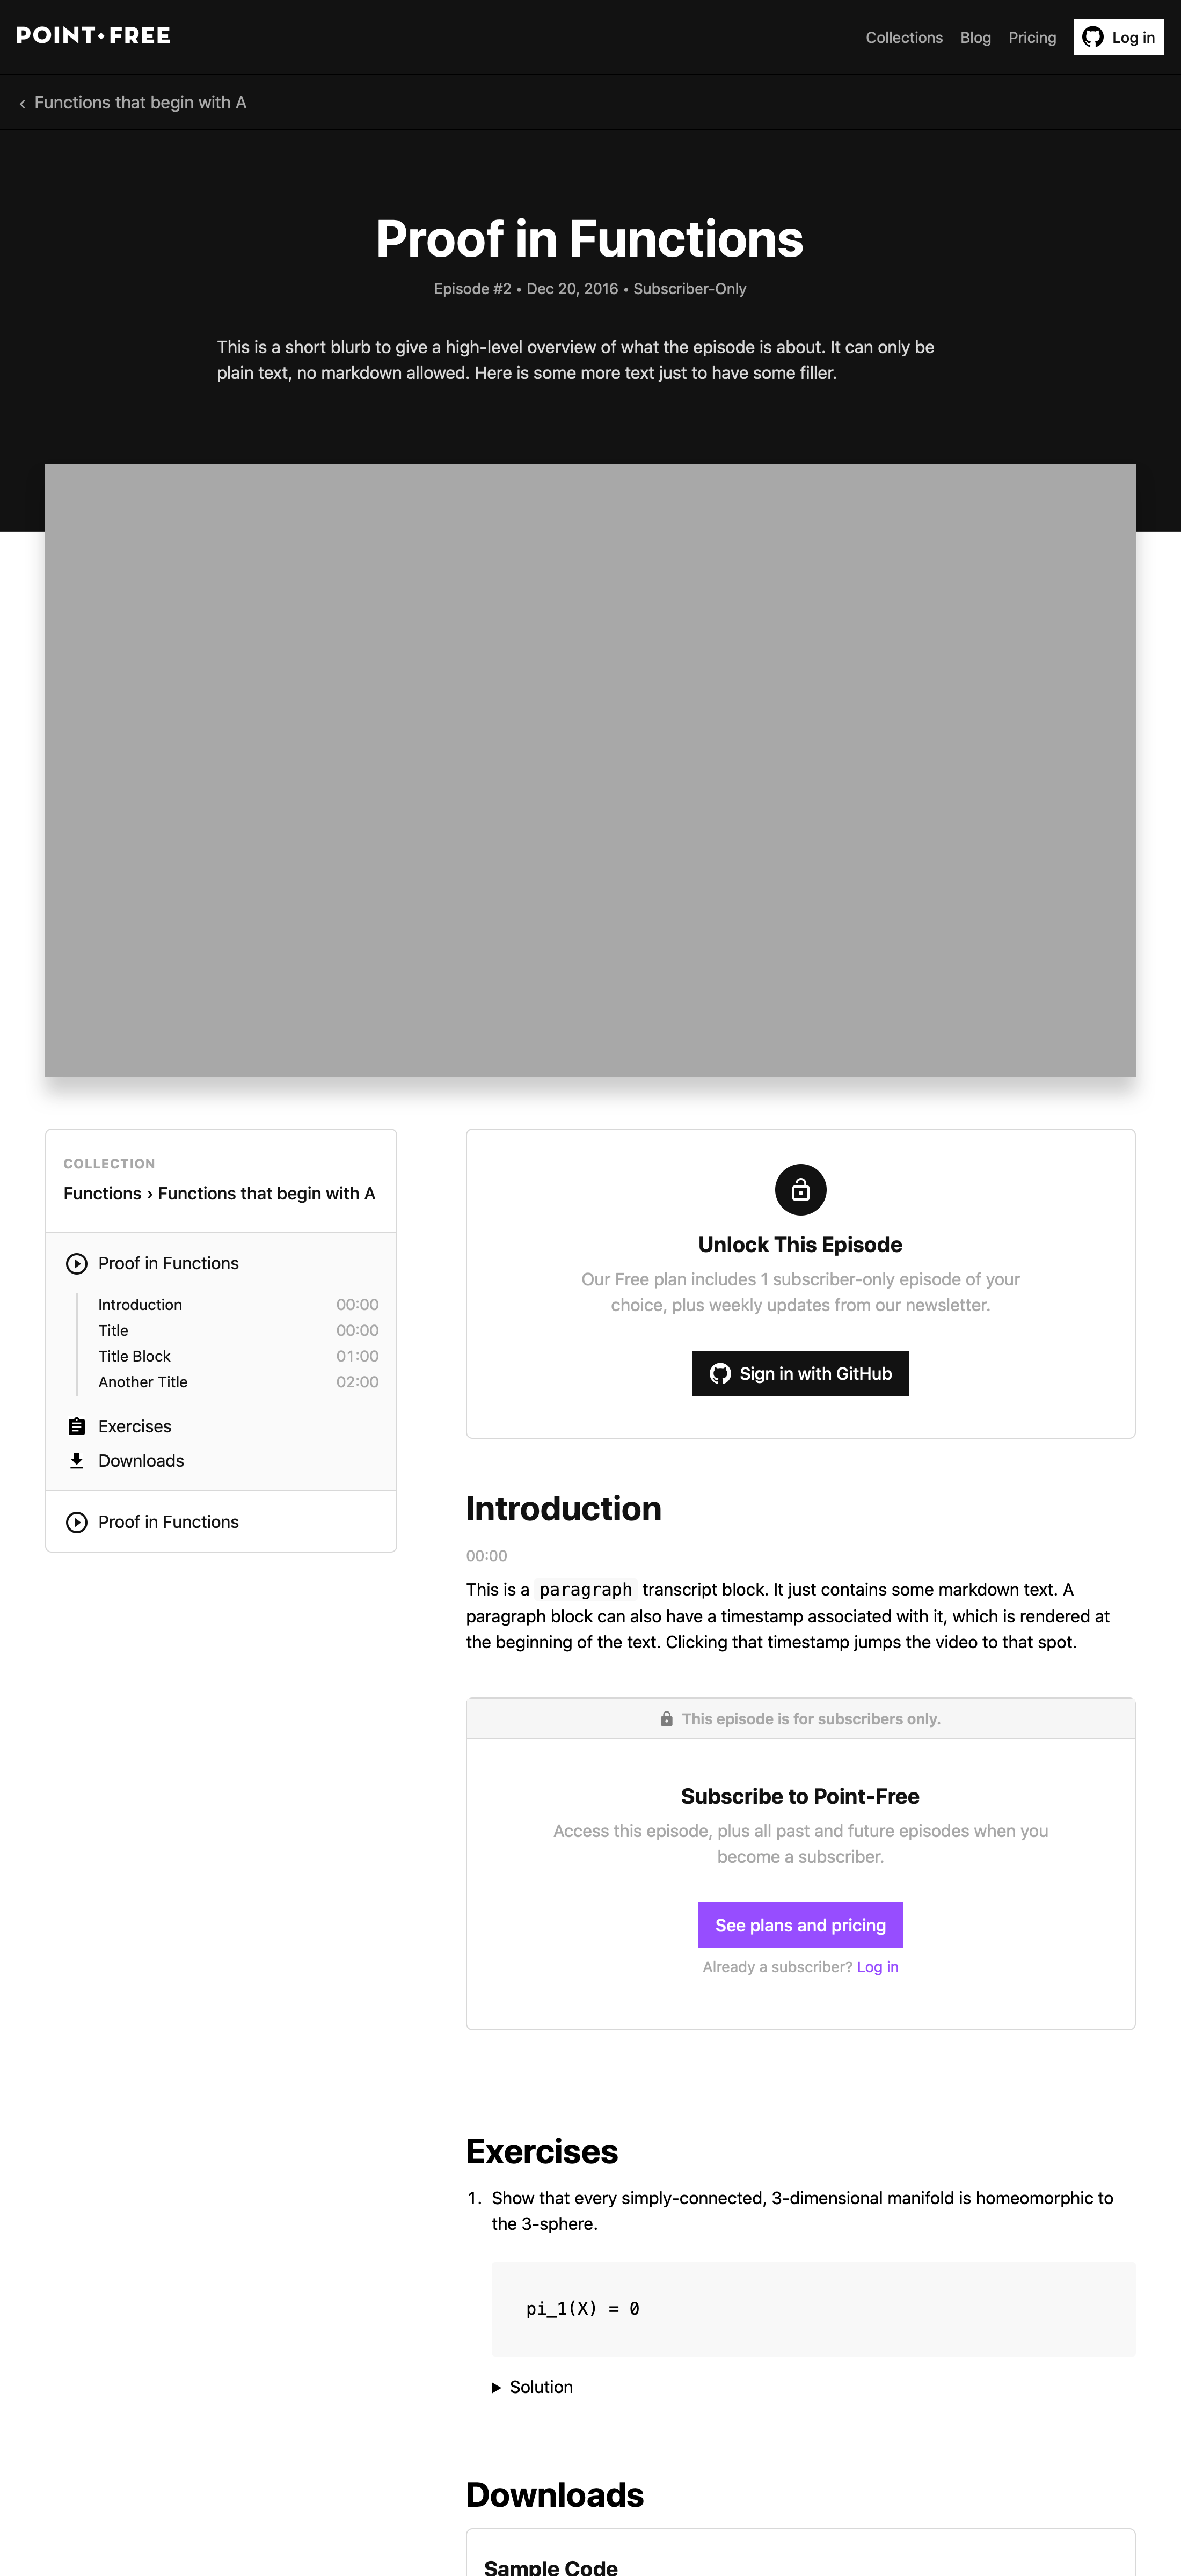 POINT•FREE
Collections Blog Pricing Log in
‹ Functions that begin with A
Proof in Functions
Episode #2 • Dec 20, 2016 • Subscriber-Only
This is a short blurb to give a high-level overview of what the episode is about. It can only be
plain text, no markdown allowed. Here is some more text just to have some filler.
COLLECTION
Functions › Functions that begin with A
Proof in Functions
Introduction 00:00
Title 00:00
Title Block 01:00
Another Title 02:00
Exercises
Downloads
Proof in Functions
Unlock This Episode
Our Free plan includes 1 subscriber-only episode of your
choice, plus weekly updates from our newsletter.
Sign in with GitHub
Introduction
00:00
This is a paragraph transcript block. It just contains some markdown text. A
paragraph block can also have a timestamp associated with it, which is rendered at
the beginning of the text. Clicking that timestamp jumps the video to that spot.
This episode is for subscribers only.
Subscribe to Point-Free
Access this episode, plus all past and future episodes when you
become a subscriber.
See plans and pricing
Already a subscriber? Log in
Exercises
1. Show that every simply-connected, 3-dimensional manifold is homeomorphic to
the 3-sphere.
pi_1(X) = 0
Solution
Downloads
Sample Code